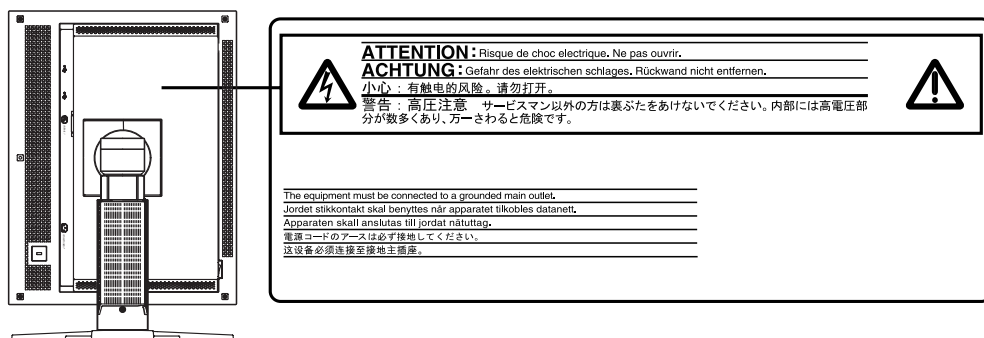 ATTENTION : Risque de choc electrique. Ne pas ouvrir.
ACHTUNG : Gefahr des elektrischen schlages. Rückwand nicht entfernen.
小心 : 有触电的风险。请勿打开。
警告 : 高圧注意 サービスマン以外の方は裏ぶたをあけないでください。内部には高電圧部
分が数多くあり、万一さわると危険です。
The equipment must be connected to a grounded main outlet.
Jordet stikkontakt skal benyttes når apparatet tilkobles datanett.
Apparaten skall anslutas till jordat nätuttag.
電源コードのアースは必ず接地してください。
这设备必须连接至接地主插座。